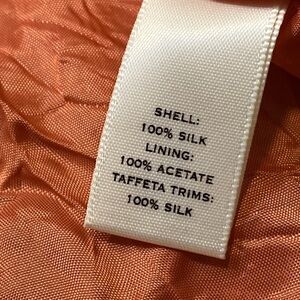 SHELL:
100% SILK
LINING:
100% ACETATE
TAFFETA TRIMS:
100% SILK